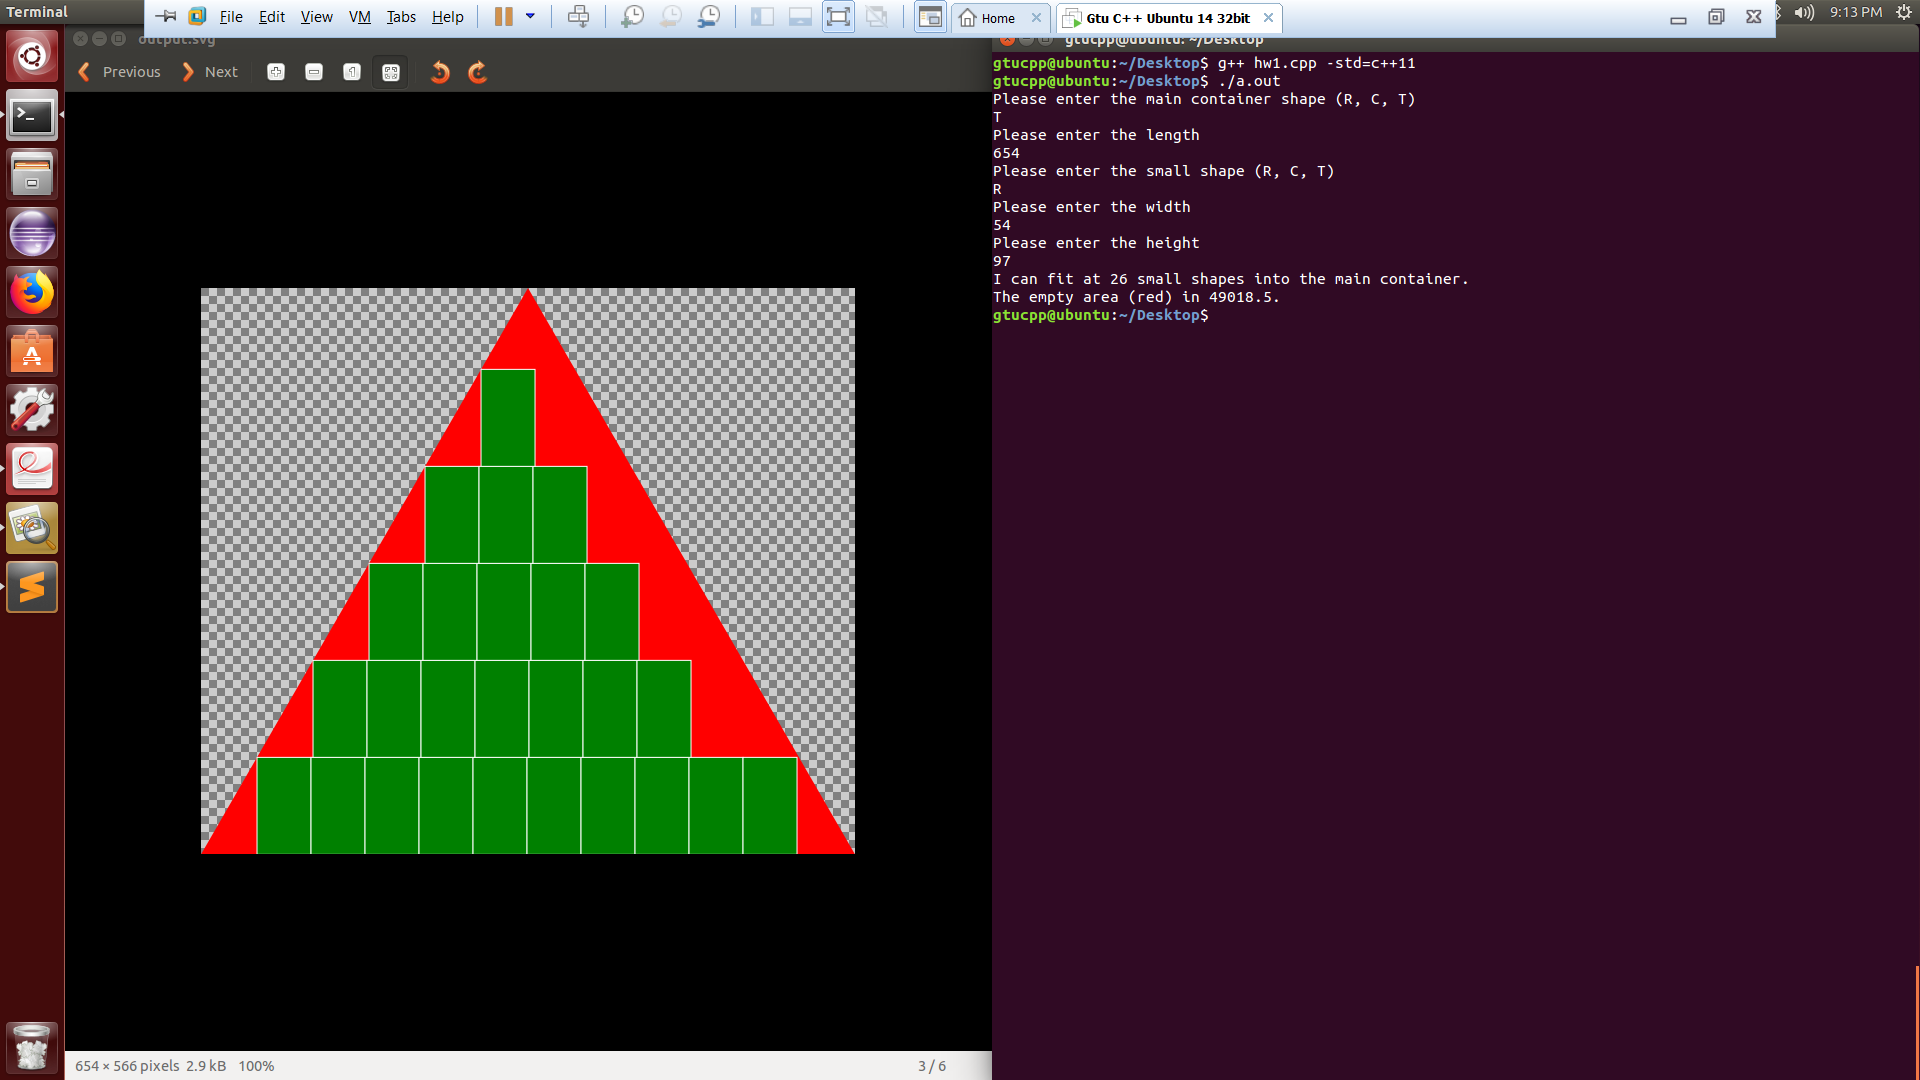 Terminal
File Edit View VM Tabs Help
Home
Gtu C++ Ubuntu 14 32bit
9:13 PM
output.svg
Previous Next
654 × 566 pixels 2.9 kB 100%
3 / 6
gtucpp@ubuntu: ~/Desktop
gtucpp@ubuntu:~/Desktop$ g++ hw1.cpp -std=c++11
gtucpp@ubuntu:~/Desktop$ ./a.out
Please enter the main container shape (R, C, T)
T
Please enter the length
654
Please enter the small shape (R, C, T)
R
Please enter the width
54
Please enter the height
97
I can fit at 26 small shapes into the main container.
The empty area (red) in 49018.5.
gtucpp@ubuntu:~/Desktop$